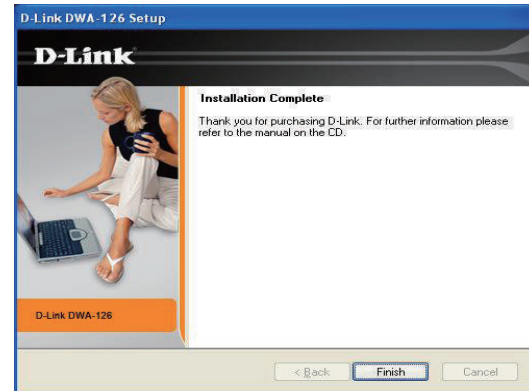 D-Link DWA-126 Setup
D-Link
Installation Complete
Thank you for purchasing D-Link. For further information please
refer to the manual on the CD.
D-Link DWA-126
< Back
Finish
Cancel